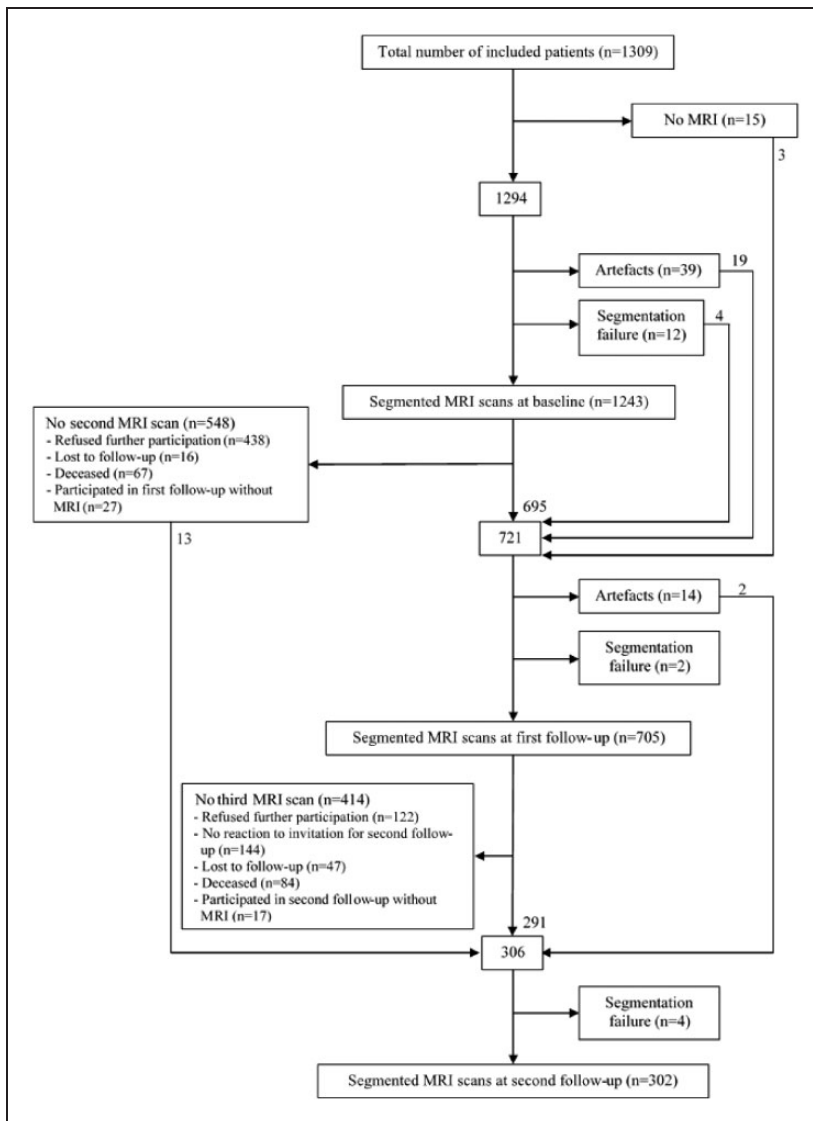 Total number of included patients (n=1309)
No MRI (n=15)
3
1294
Artefacts (n=39)
19
Segmentation
failure (n=12)
4
Segmented MRI scans at baseline (n=1243)
No second MRI scan (n=548)
- Refused further participation (n=438)
- Lost to follow-up (n=16)
- Deceased (n=67)
- Participated in first follow-up without
MRI (n=27)
13
695
721
Artefacts (n=14)
2
Segmentation
failure (n=2)
Segmented MRI scans at first follow-up (n=705)
No third MRI scan (n=414)
- Refused further participation (n=122)
- No reaction to invitation for second follow-
up (n=144)
- Lost to follow-up (n=47)
- Deceased (n=84)
- Participated in second follow-up without
MRI (n=17)
291
306
Segmentation
failure (n=4)
Segmented MRI scans at second follow-up (n=302)